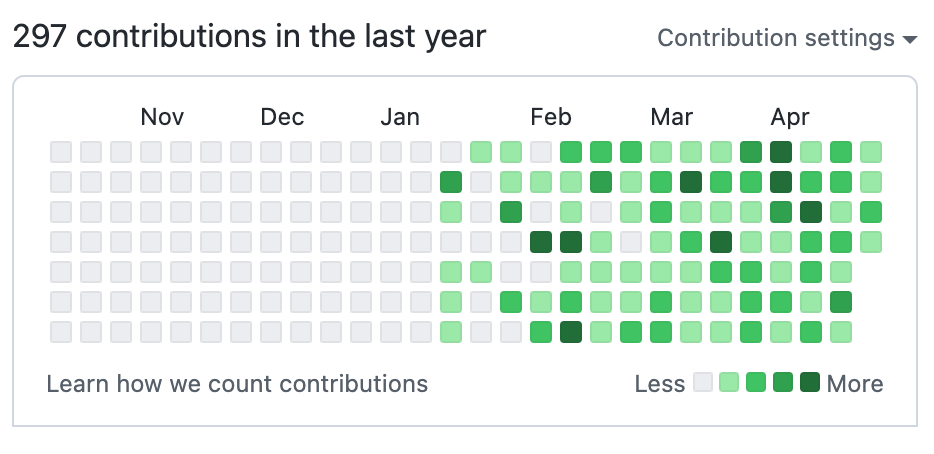 297 contributions in the last year
Contribution settings
Nov Dec Jan Feb Mar Apr
Learn how we count contributions
Less More